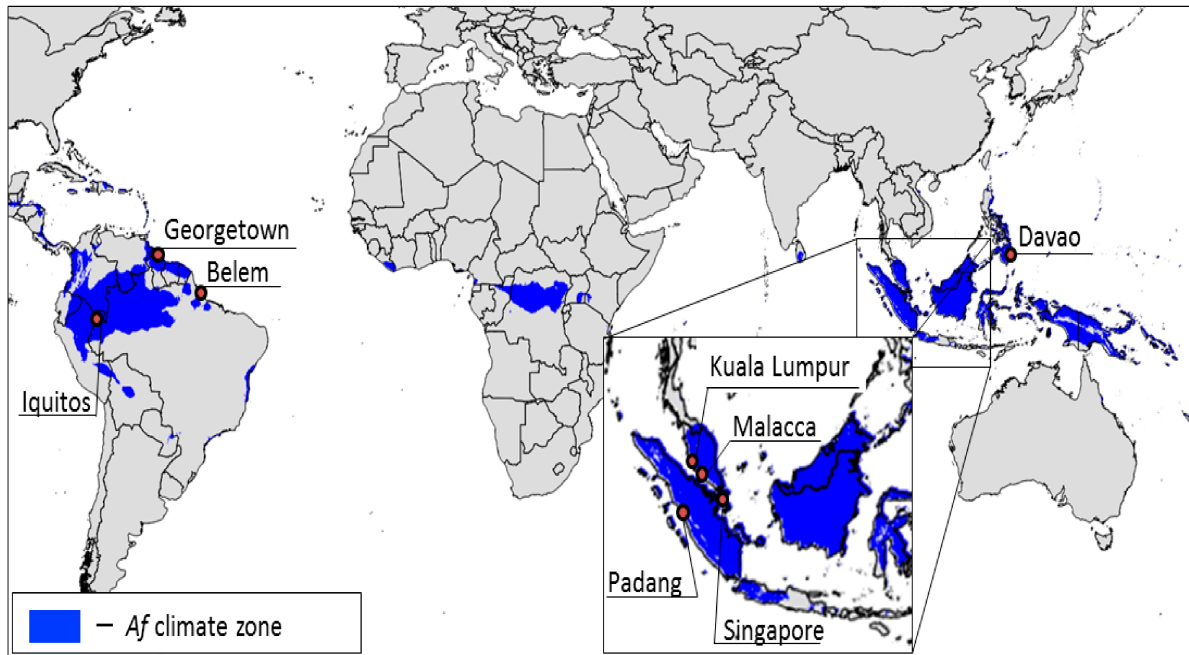 Georgetown
Belem
Davao
Iquitos
Kuala Lumpur
Malacca
Padang
Singapore
– Af climate zone